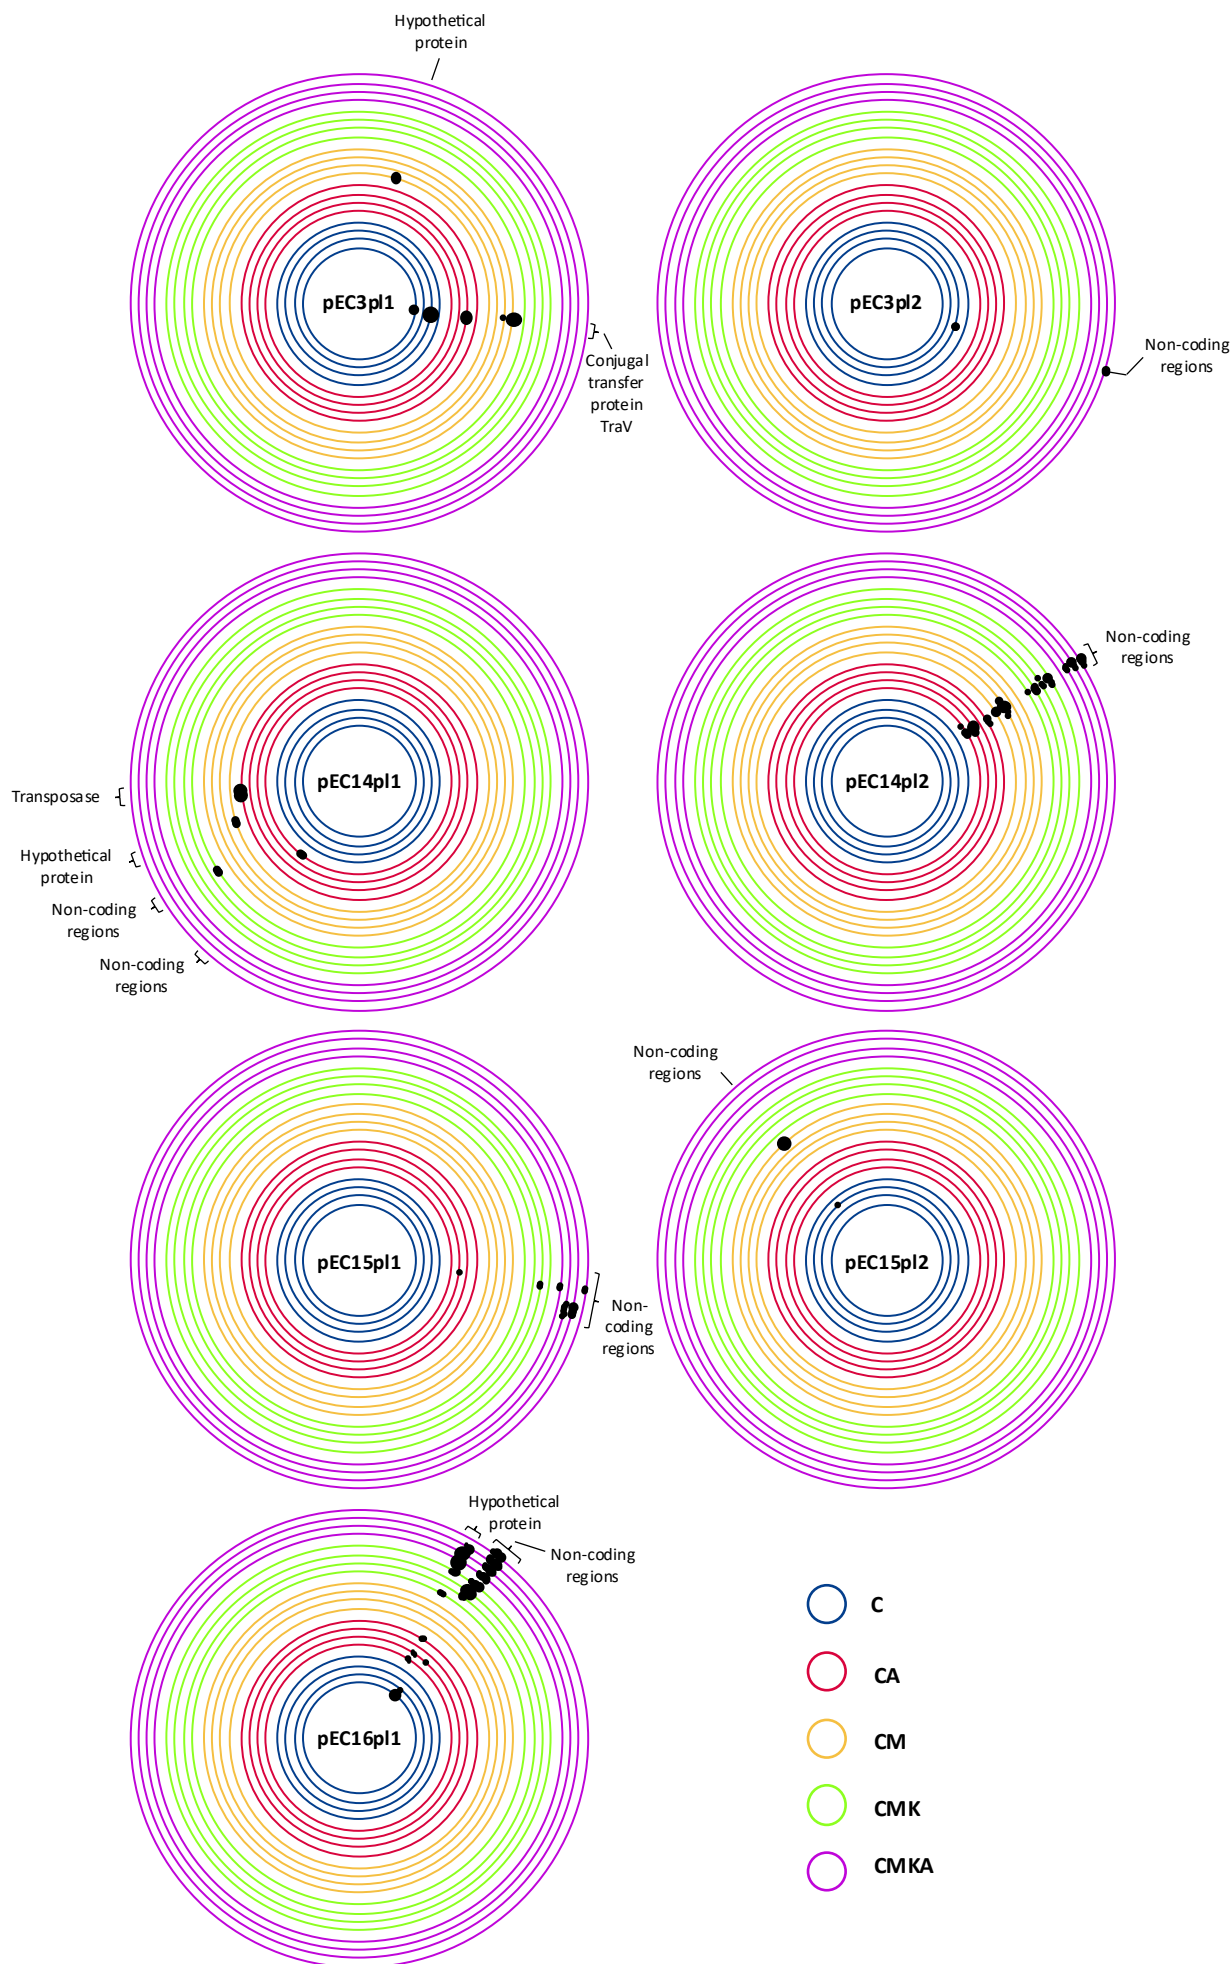 Hypothetical
protein
pEC3pl1
pEC3pl2
Conjugal
transfer
protein
TraV
Non-coding
regions
Non-coding
regions
pEC14pl1
pEC14pl2
Transposase
Hypothetical
protein
Non-coding
regions
Non-coding
regions
Non-coding
regions
pEC15pl1
pEC15pl2
Non-
coding
regions
Hypothetical
protein
Non-coding
regions
pEC16pl1
C
CA
CM
CMK
CMKA